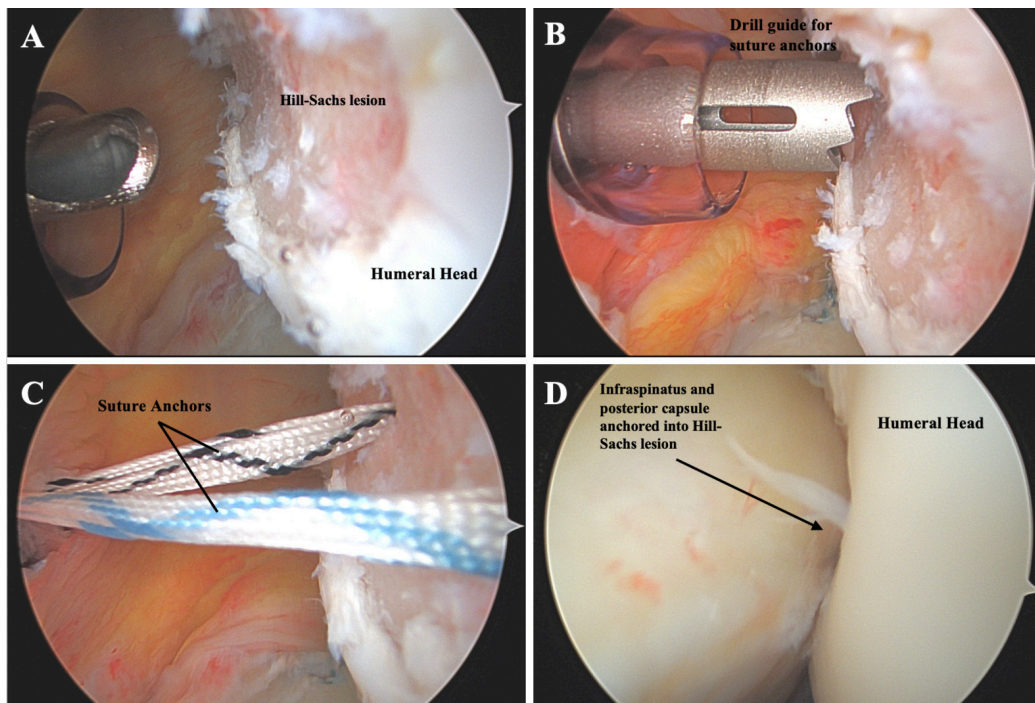 A
Hill-Sachs lesion
Humeral Head
B
Drill guide for
suture anchors
C
Suture Anchors
D
Infraspinatus and
posterior capsule
anchored into Hill-
Sachs lesion
Humeral Head